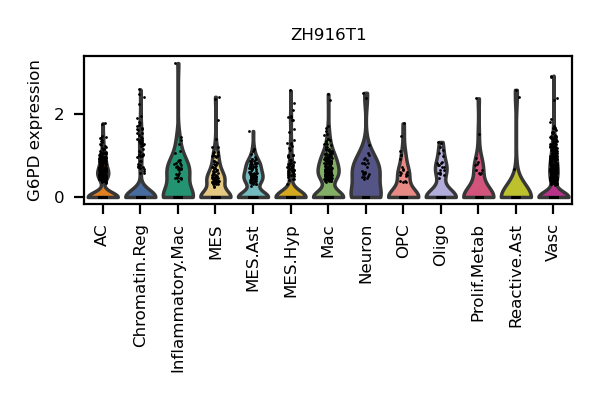 ZH916T1
G6PD expression
2
0
AC
Chromatin.Reg
Inflammatory.Mac
MES
MES.Ast
MES.Hyp
Mac
Neuron
OPC
Oligo
Prolif.Metab
Reactive.Ast
Vasc